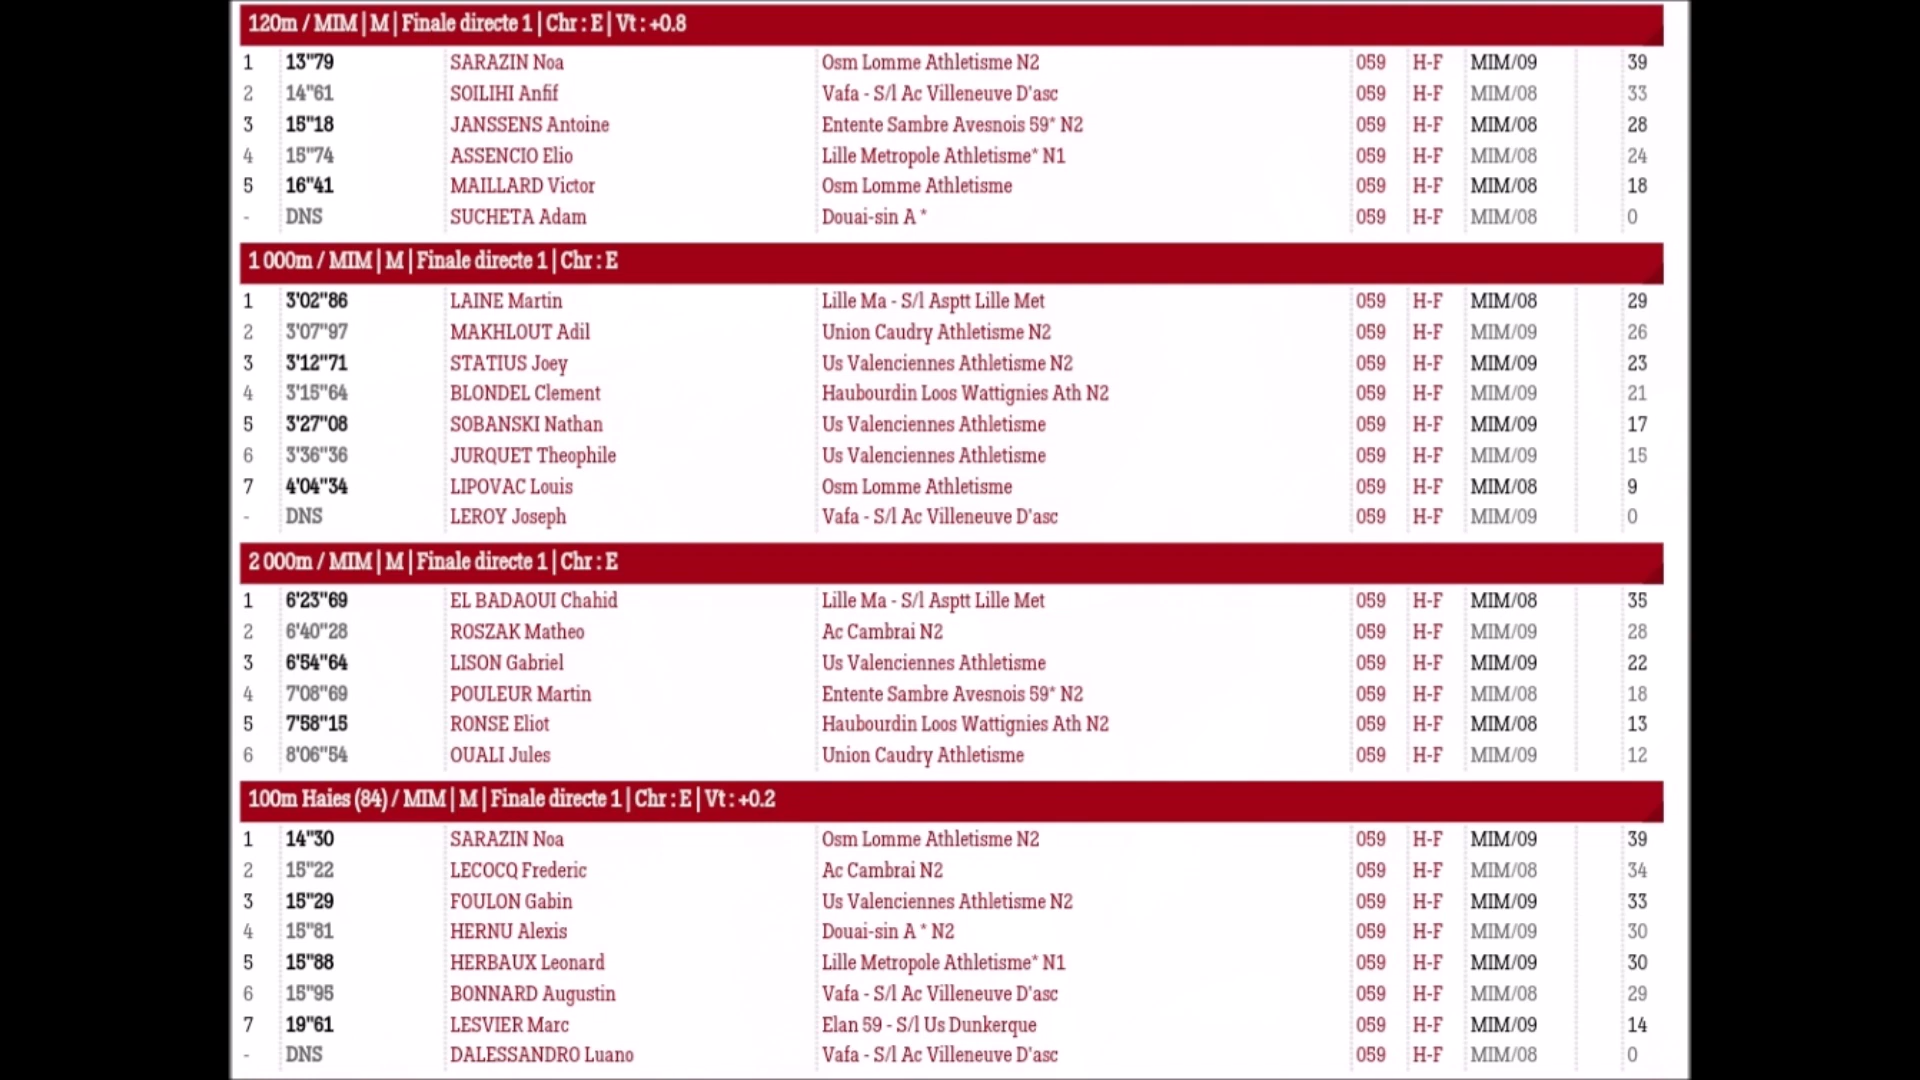 120m / MIM | M | Finale directe 1 | Chr : E | Vt : +0.8
1 13"79 SARAZIN Noa Osm Lomme Athletisme N2 059 H-F MIM/09 39
2 14"61 SOILIHI Anfif Vafa - S/l Ac Villeneuve D'asc 059 H-F MIM/08 33
3 15"18 JANSSENS Antoine Entente Sambre Avesnois 59* N2 059 H-F MIM/08 28
4 15"74 ASSENCIO Elio Lille Metropole Athletisme* N1 059 H-F MIM/08 24
5 16"41 MAILLARD Victor Osm Lomme Athletisme 059 H-F MIM/08 18
- DNS SUCHETA Adam Douai-sin A * 059 H-F MIM/08 0
1 000m / MIM | M | Finale directe 1 | Chr : E
1 3'02"86 LAINE Martin Lille Ma - S/l Asptt Lille Met 059 H-F MIM/08 29
2 3'07"97 MAKHLOUT Adil Union Caudry Athletisme N2 059 H-F MIM/09 26
3 3'12"71 STATIUS Joey Us Valenciennes Athletisme N2 059 H-F MIM/09 23
4 3'15"64 BLONDEL Clement Haubourdin Loos Wattignies Ath N2 059 H-F MIM/09 21
5 3'27"08 SOBANSKI Nathan Us Valenciennes Athletisme 059 H-F MIM/09 17
6 3'36"36 JURQUET Theophile Us Valenciennes Athletisme 059 H-F MIM/09 15
7 4'04"34 LIPOVAC Louis Osm Lomme Athletisme 059 H-F MIM/08 9
- DNS LEROY Joseph Vafa - S/l Ac Villeneuve D'asc 059 H-F MIM/09 0
2 000m / MIM | M | Finale directe 1 | Chr : E
1 6'23"69 EL BADAOUI Chahid Lille Ma - S/l Asptt Lille Met 059 H-F MIM/08 35
2 6'40"28 ROSZAK Matheo Ac Cambrai N2 059 H-F MIM/09 28
3 6'54"64 LISON Gabriel Us Valenciennes Athletisme 059 H-F MIM/09 22
4 7'08"69 POULEUR Martin Entente Sambre Avesnois 59* N2 059 H-F MIM/08 18
5 7'58"15 RONSE Eliot Haubourdin Loos Wattignies Ath N2 059 H-F MIM/08 13
6 8'06"54 OUALI Jules Union Caudry Athletisme 059 H-F MIM/09 12
100m Haies (84) / MIM | M | Finale directe 1 | Chr : E | Vt : +0.2
1 14"30 SARAZIN Noa Osm Lomme Athletisme N2 059 H-F MIM/09 39
2 15"22 LECOCQ Frederic Ac Cambrai N2 059 H-F MIM/08 34
3 15"29 FOULON Gabin Us Valenciennes Athletisme N2 059 H-F MIM/09 33
4 15"81 HERNU Alexis Douai-sin A * N2 059 H-F MIM/09 30
5 15"88 HERBAUX Leonard Lille Metropole Athletisme* N1 059 H-F MIM/09 30
6 15"95 BONNARD Augustin Vafa - S/l Ac Villeneuve D'asc 059 H-F MIM/08 29
7 19"61 LESVIER Marc Elan 59 - S/l Us Dunkerque 059 H-F MIM/09 14
- DNS DALESSANDRO Luano Vafa - S/l Ac Villeneuve D'asc 059 H-F MIM/08 0